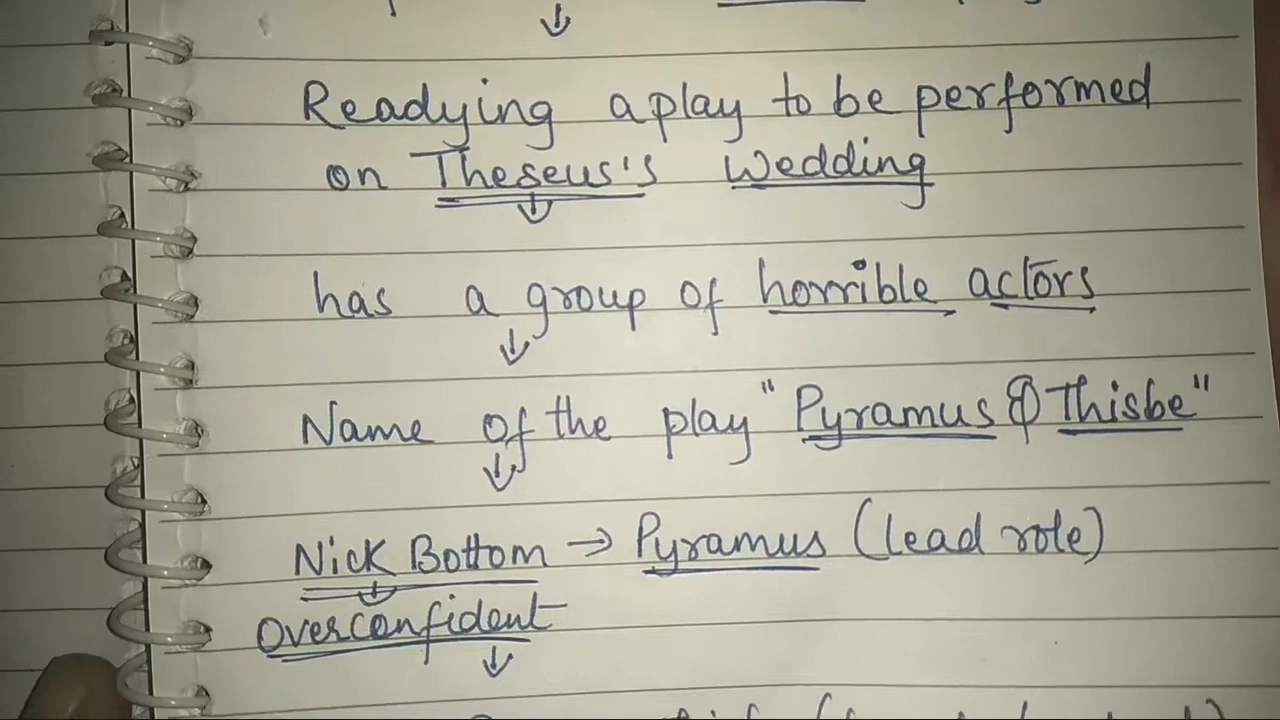 ↓
Readying a play to be performed
on Theseus's Wedding
↓
has a group of horrible actors
↓
Name of the play "Pyramus & Thisbe"
↓
Nick Bottom → Pyramus (lead role)
↓
Overconfident
↓